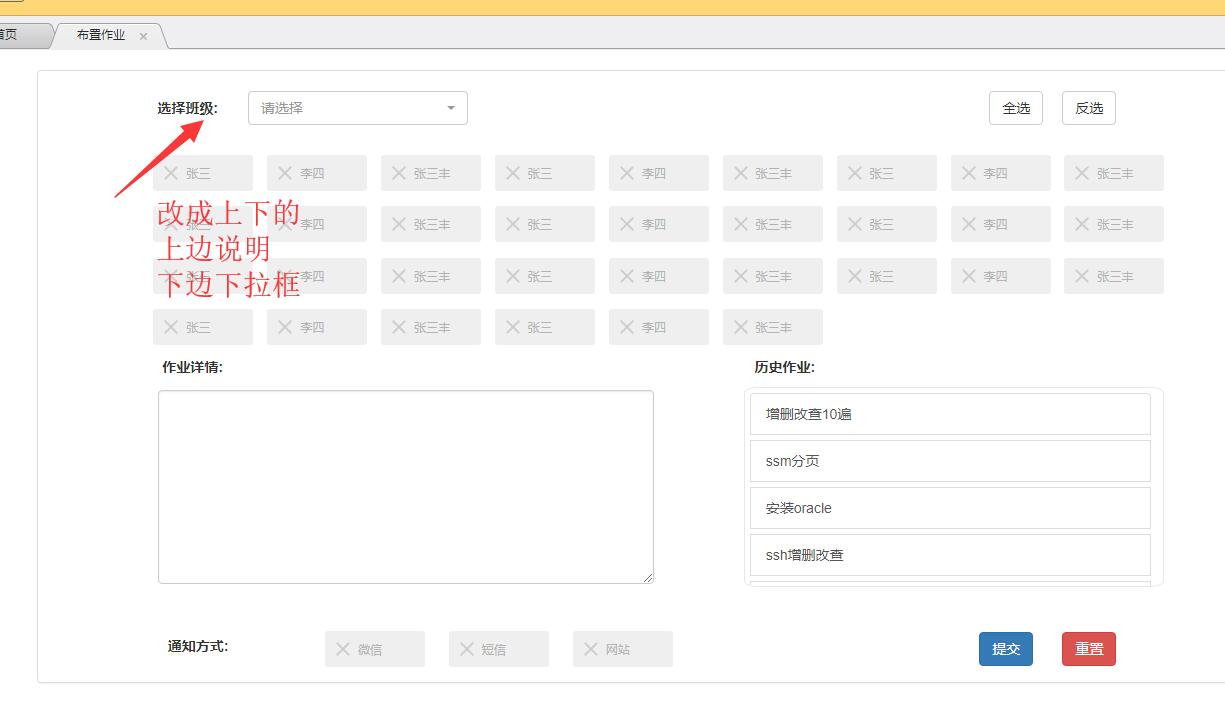 布置作业 ×
选择班级: 请选择 全选 反选
张三 李四 张三丰 张三 李四 张三丰 张三 李四 张三丰
张三 李四 张三丰 张三 李四 张三丰 张三 李四 张三丰
张三 李四 张三丰 张三 李四 张三丰 张三 李四 张三丰
张三 李四 张三丰 张三 李四 张三丰
改成上下的
上边说明
下边下拉框
作业详情:
历史作业:
增删改查10遍
ssm分页
安装oracle
ssh增删改查
通知方式: 微信 短信 网站 提交 重置